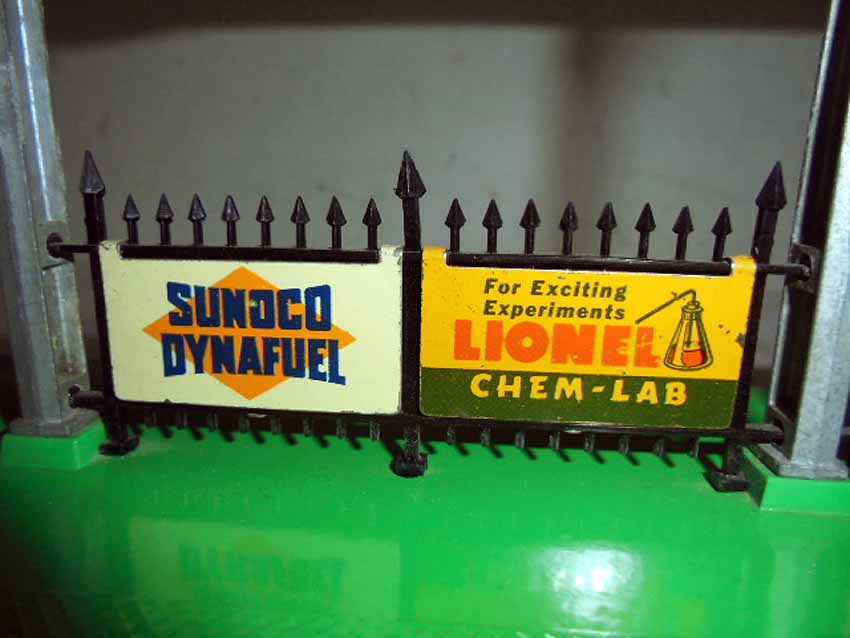 SUNOCO
DYNAFUEL
For Exciting
Experiments
LIONEL
CHEM-LAB